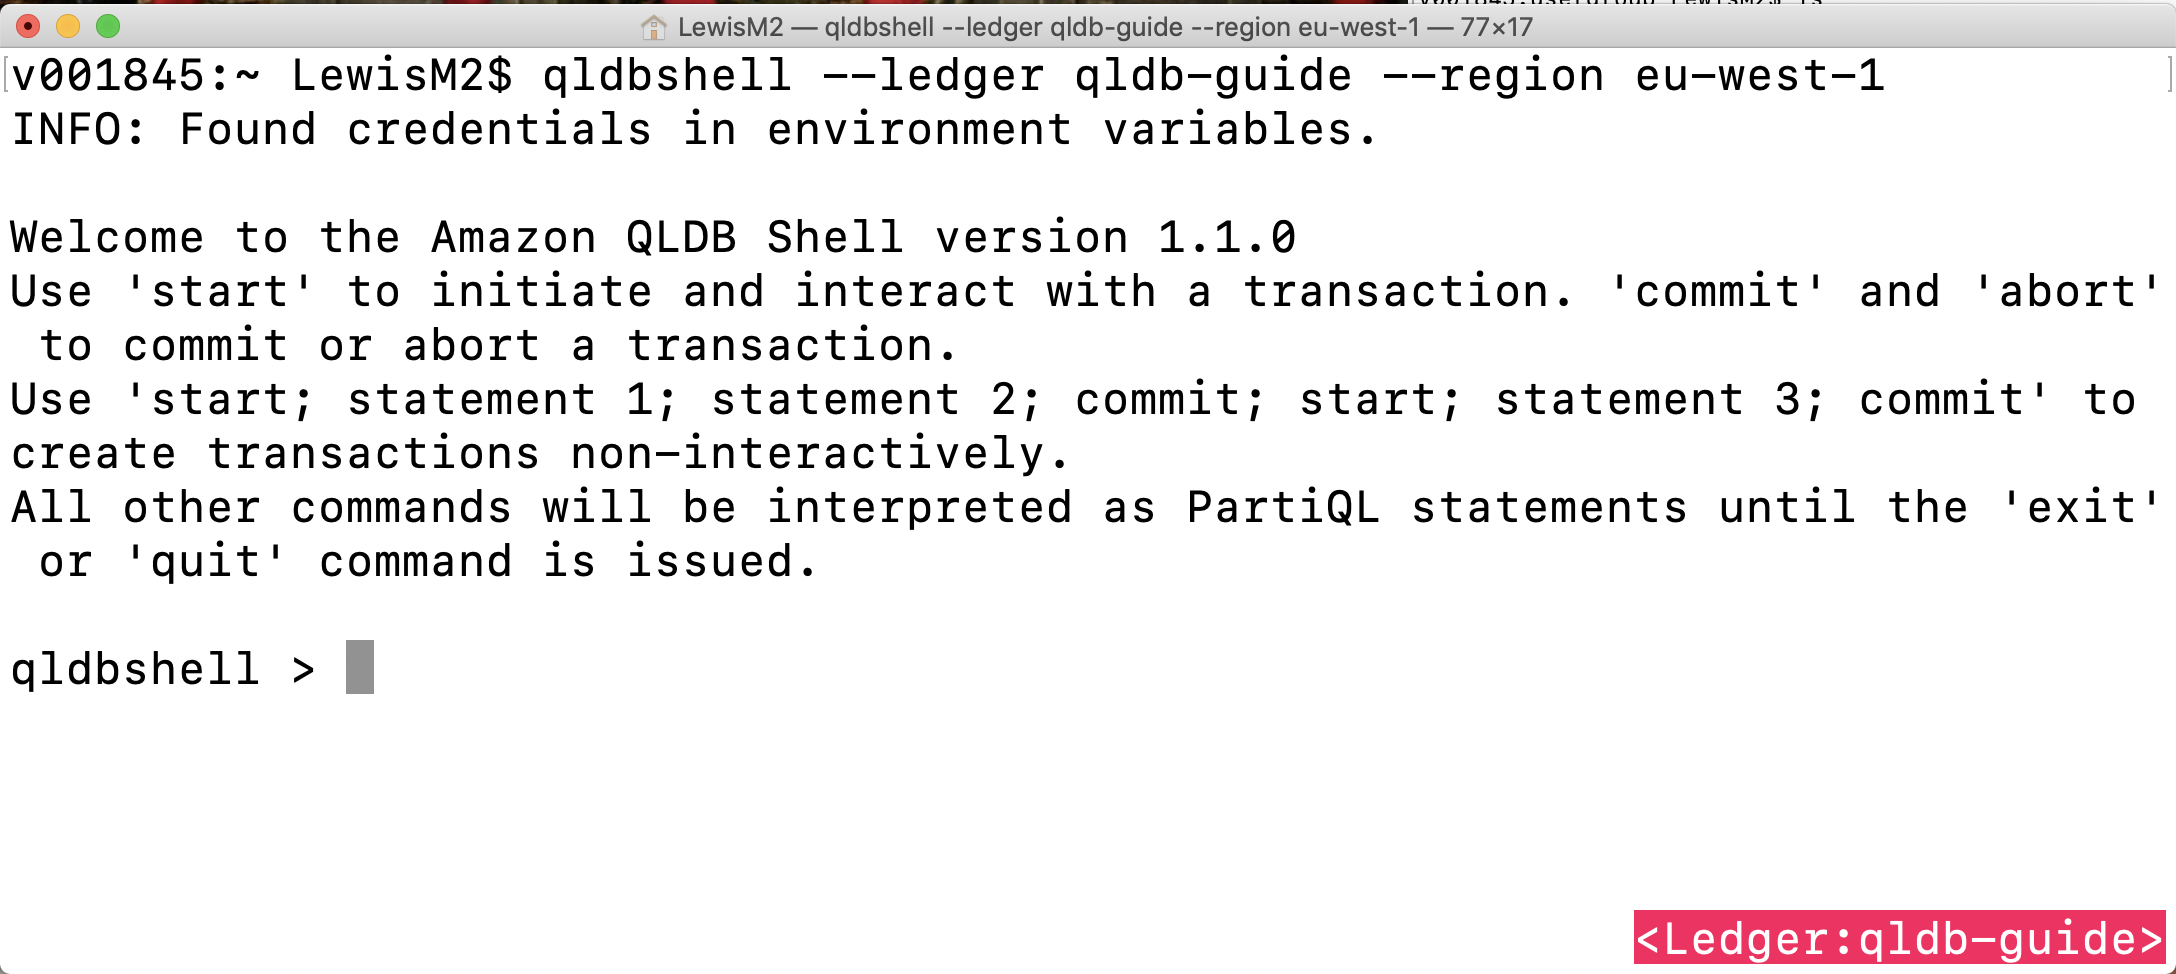 LewisM2 — qldbshell --ledger qldb-guide --region eu-west-1 — 77×17
v001845:~ LewisM2$ qldbshell --ledger qldb-guide --region eu-west-1
INFO: Found credentials in environment variables.
Welcome to the Amazon QLDB Shell version 1.1.0
Use 'start' to initiate and interact with a transaction. 'commit' and 'abort'
to commit or abort a transaction.
Use 'start; statement 1; statement 2; commit; start; statement 3; commit' to
create transactions non-interactively.
All other commands will be interpreted as PartiQL statements until the 'exit'
or 'quit' command is issued.
qldbshell >
<Ledger:qldb-guide>